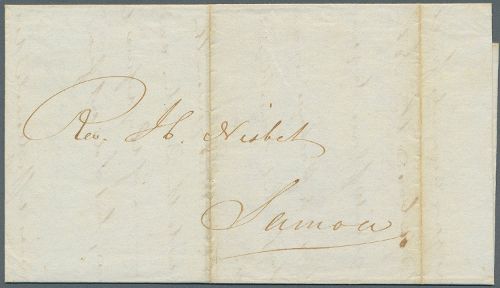 Rev. H. Nisbet
Samoa